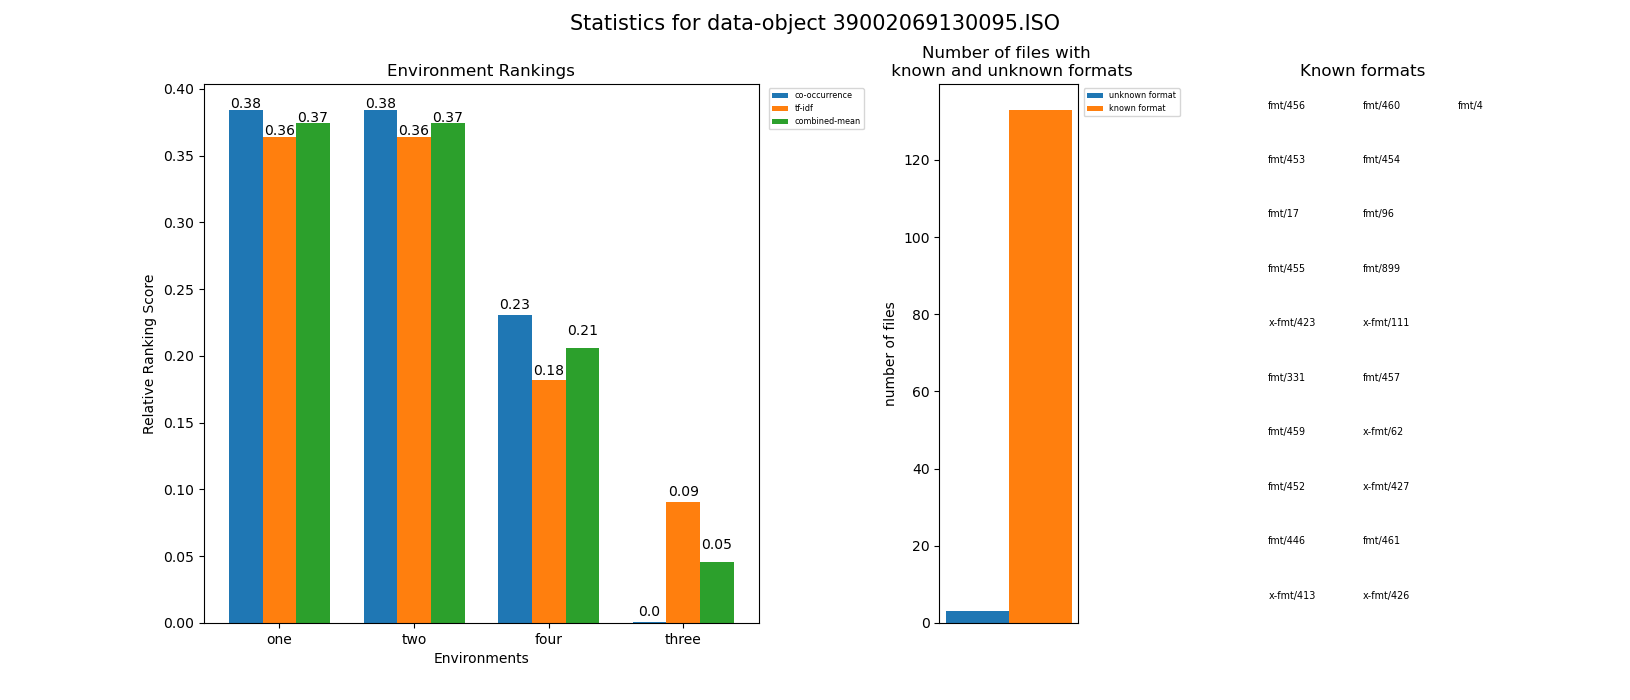 Statistics for data-object 39002069130095.ISO
Environment Rankings
0.40
0.35
0.30
0.25
0.20
0.15
0.10
0.05
0.00
Relative Ranking Score
0.38
0.36
0.37
0.38
0.36
0.37
0.23
0.18
0.21
0.0
0.09
0.05
one
two
four
three
Environments
co-occurrence
tf-idf
combined-mean
Number of files with
known and unknown formats
120
100
80
60
40
20
0
number of files
unknown format
known format
Known formats
fmt/456 fmt/460 fmt/4
fmt/453 fmt/454
fmt/17 fmt/96
fmt/455 fmt/899
x-fmt/423 x-fmt/111
fmt/331 fmt/457
fmt/459 x-fmt/62
fmt/452 x-fmt/427
fmt/446 fmt/461
x-fmt/413 x-fmt/426